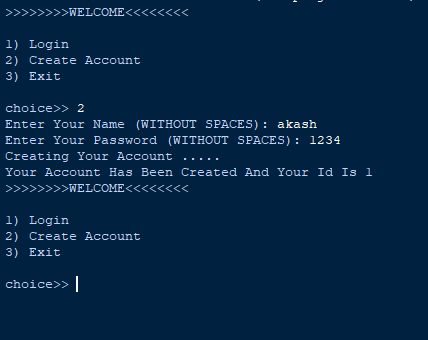 >>>>>>>>WELCOME<<<<<<<<
1) Login
2) Create Account
3) Exit
choice>> 2
Enter Your Name (WITHOUT SPACES): akash
Enter Your Password (WITHOUT SPACES): 1234
Creating Your Account .....
Your Account Has Been Created And Your Id Is 1
>>>>>>>>WELCOME<<<<<<<<
1) Login
2) Create Account
3) Exit
choice>>